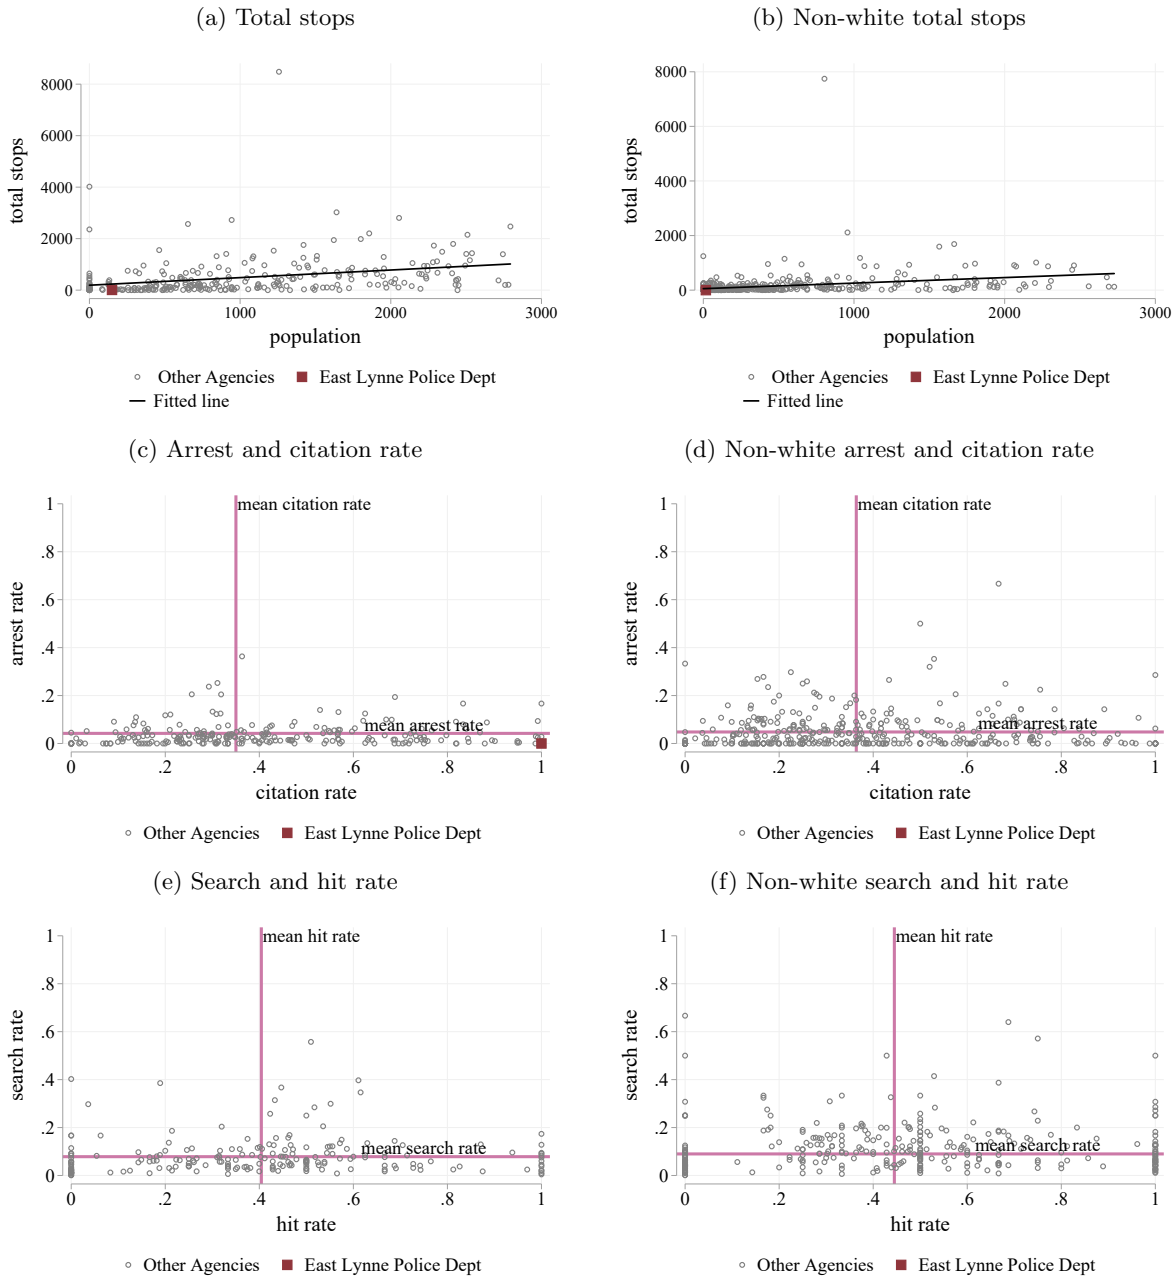 (a) Total stops
(b) Non-white total stops
total stops
8000
6000
4000
2000
0
0
1000
2000
3000
population
Other Agencies
East Lynne Police Dept
Fitted line
total stops
8000
6000
4000
2000
0
0
1000
2000
3000
population
Other Agencies
East Lynne Police Dept
Fitted line
(c) Arrest and citation rate
(d) Non-white arrest and citation rate
arrest rate
1
.8
.6
.4
.2
0
mean citation rate
mean arrest rate
0
.2
.4
.6
.8
1
citation rate
Other Agencies
East Lynne Police Dept
arrest rate
1
.8
.6
.4
.2
0
mean citation rate
mean arrest rate
0
.2
.4
.6
.8
1
citation rate
Other Agencies
East Lynne Police Dept
(e) Search and hit rate
(f) Non-white search and hit rate
search rate
1
.8
.6
.4
.2
0
mean hit rate
mean search rate
0
.2
.4
.6
.8
1
hit rate
Other Agencies
East Lynne Police Dept
search rate
1
.8
.6
.4
.2
0
mean hit rate
mean search rate
0
.2
.4
.6
.8
1
hit rate
Other Agencies
East Lynne Police Dept